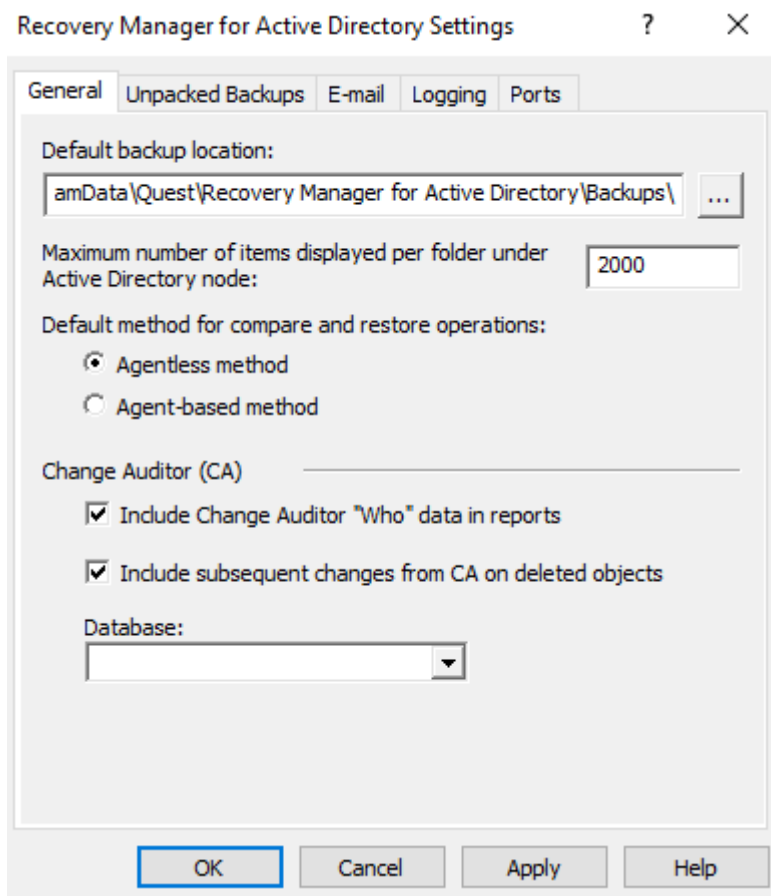 Recovery Manager for Active Directory Settings ? X
General Unpacked Backups E-mail Logging Ports
Default backup location:
amData\Quest\Recovery Manager for Active Directory\Backups\ ...
Maximum number of items displayed per folder under
Active Directory node:
2000
Default method for compare and restore operations:
Agentless method
Agent-based method
Change Auditor (CA)
Include Change Auditor "Who" data in reports
Include subsequent changes from CA on deleted objects
Database:
OK Cancel Apply Help